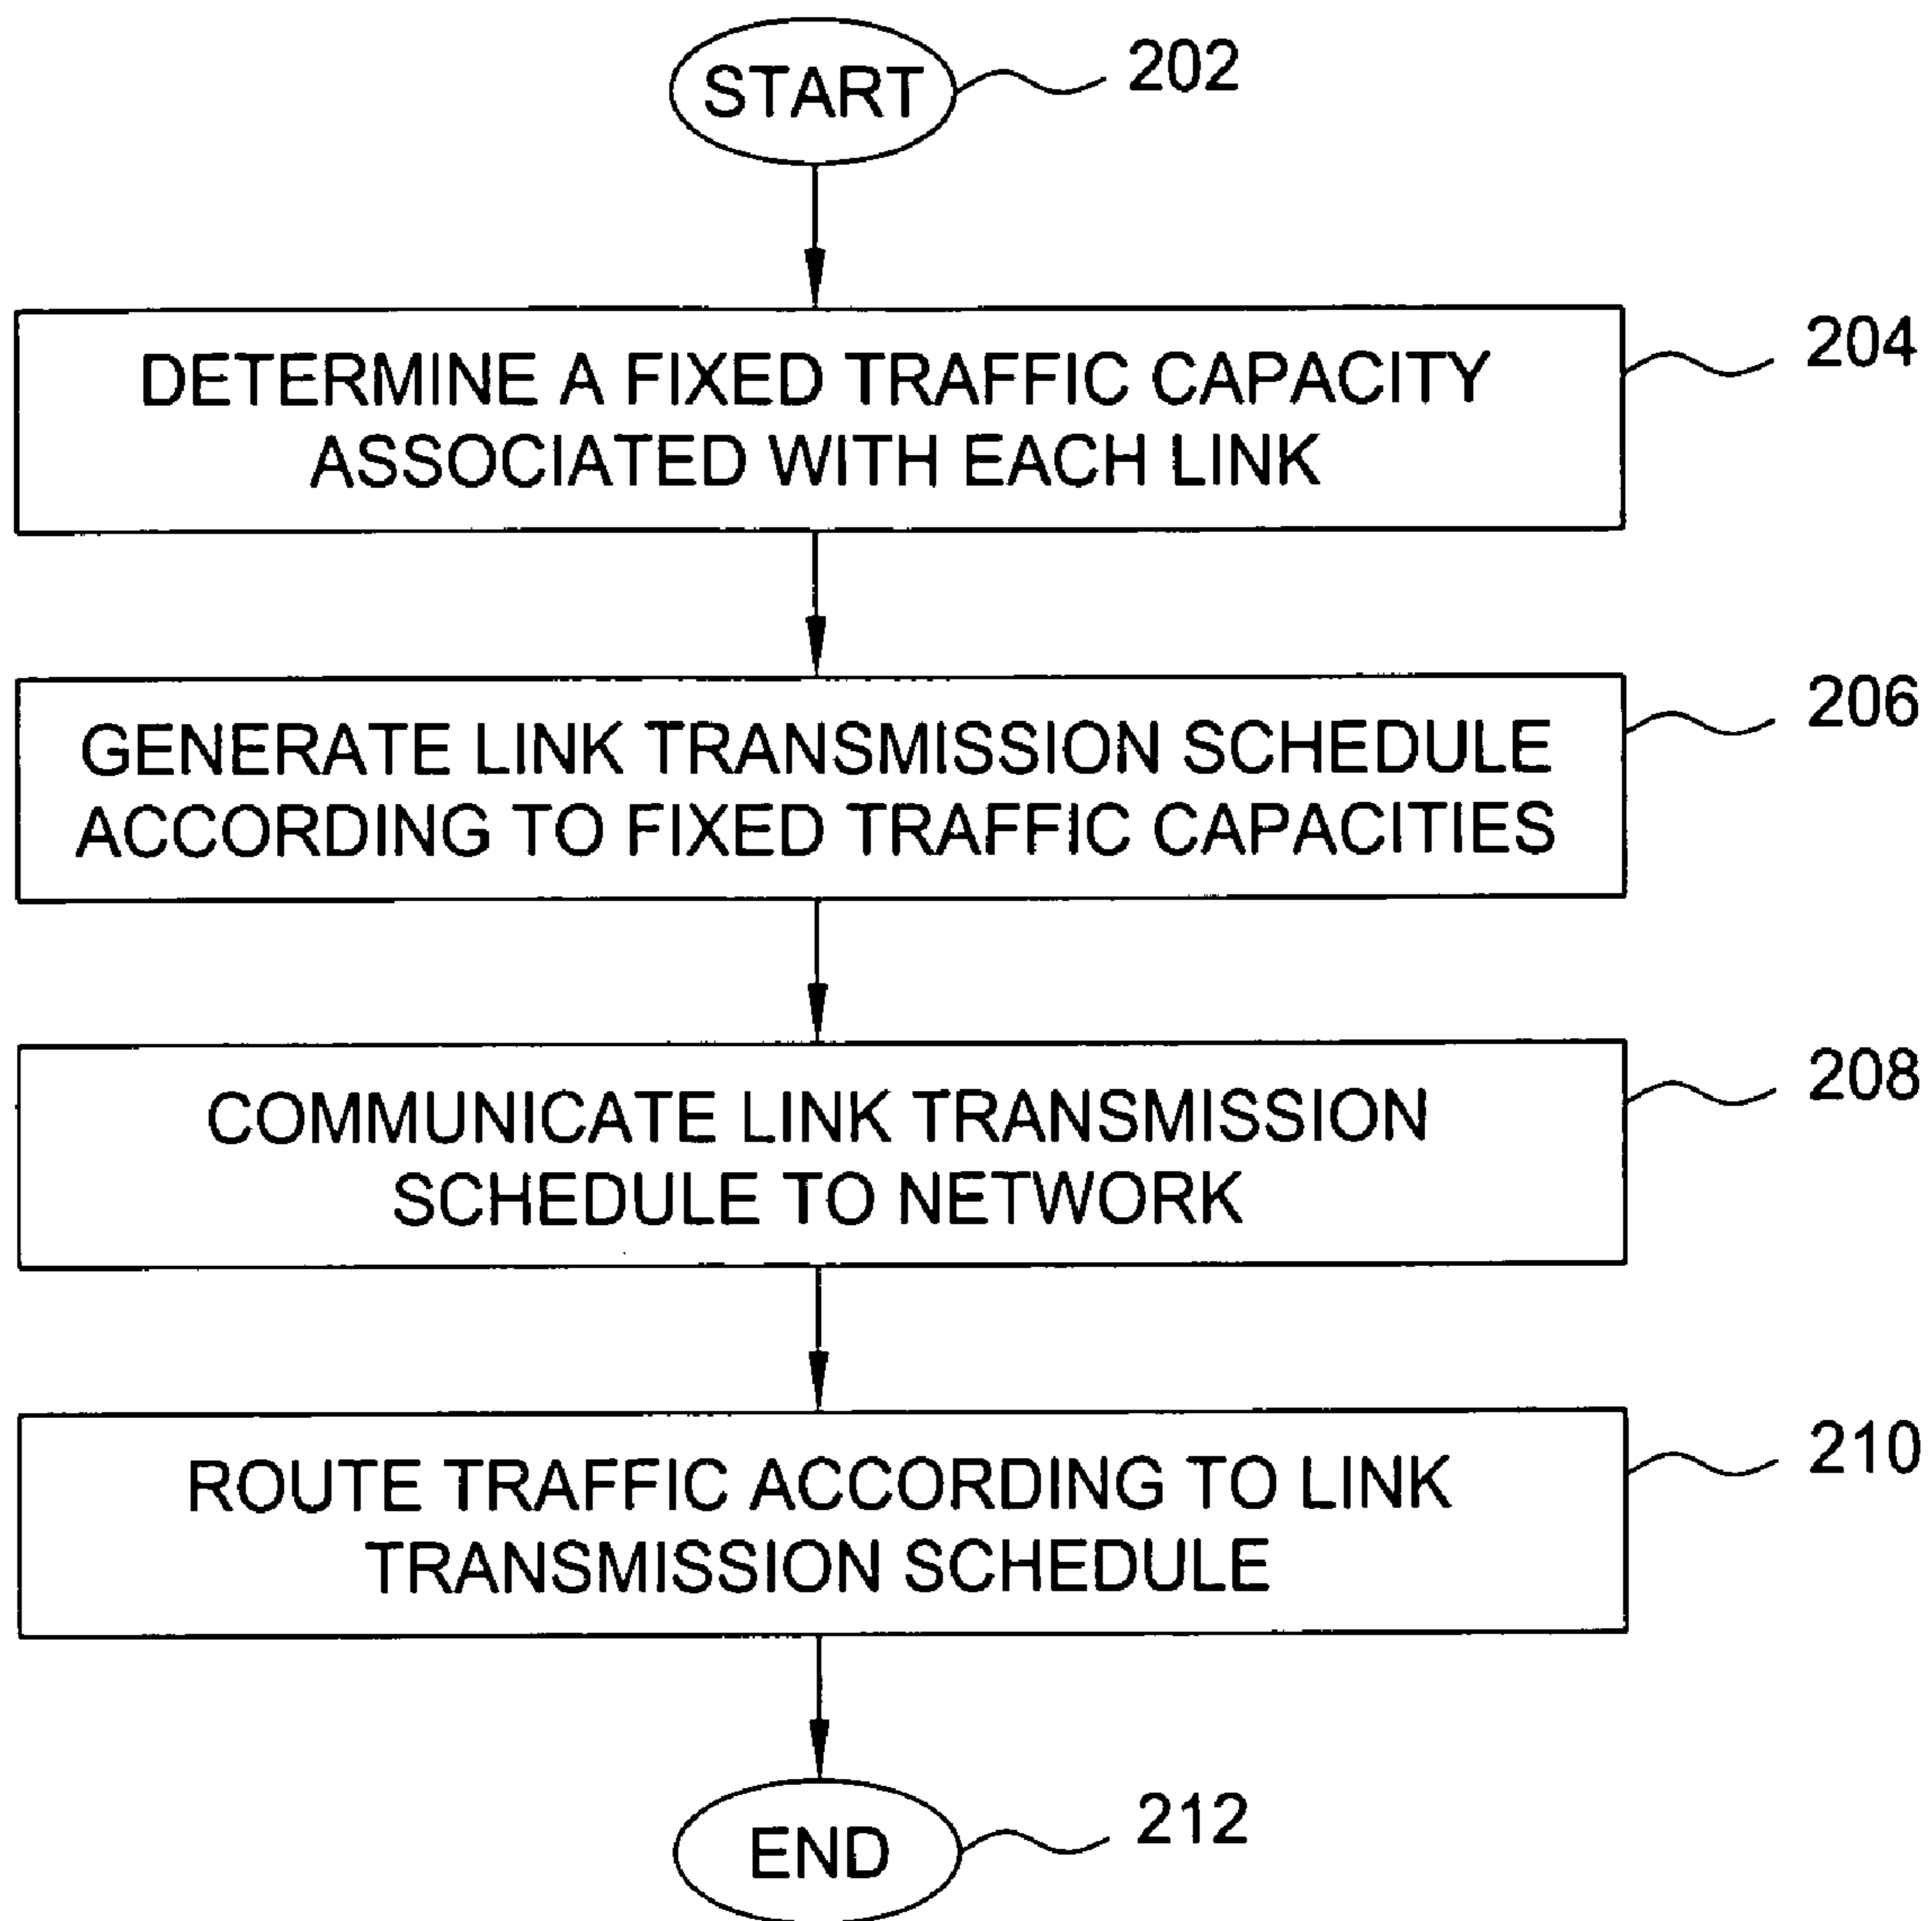 START
202
DETERMINE A FIXED TRAFFIC CAPACITY
ASSOCIATED WITH EACH LINK
204
GENERATE LINK TRANSMISSION SCHEDULE
ACCORDING TO FIXED TRAFFIC CAPACITIES
206
COMMUNICATE LINK TRANSMISSION
SCHEDULE TO NETWORK
208
ROUTE TRAFFIC ACCORDING TO LINK
TRANSMISSION SCHEDULE
210
END
212